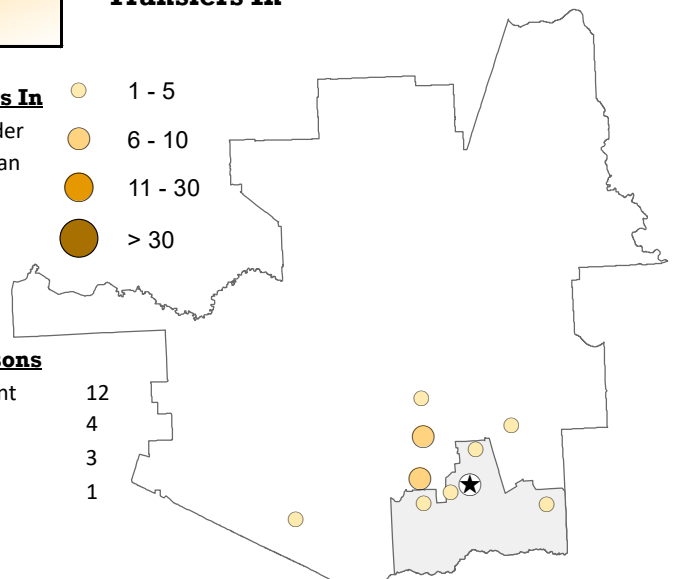 Transfers In
s In
der
an
1 - 5
6 - 10
11 - 30
> 30
sons
nt 12
4
3
1